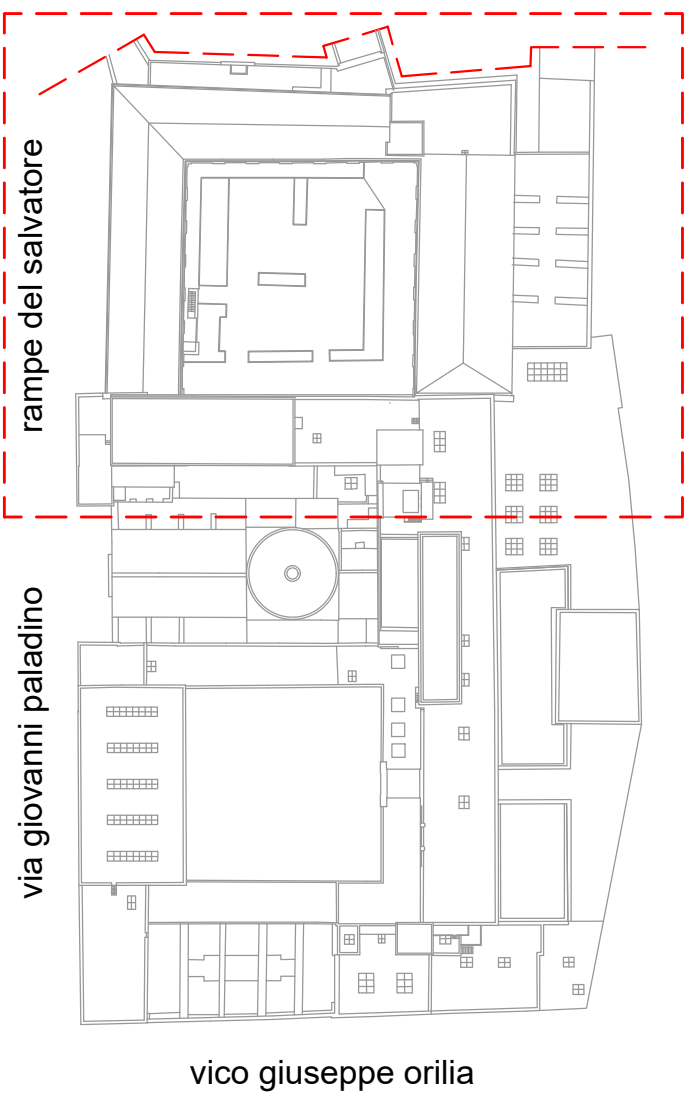 rampe del salvatore
via giovanni paladino
vico giuseppe orilia